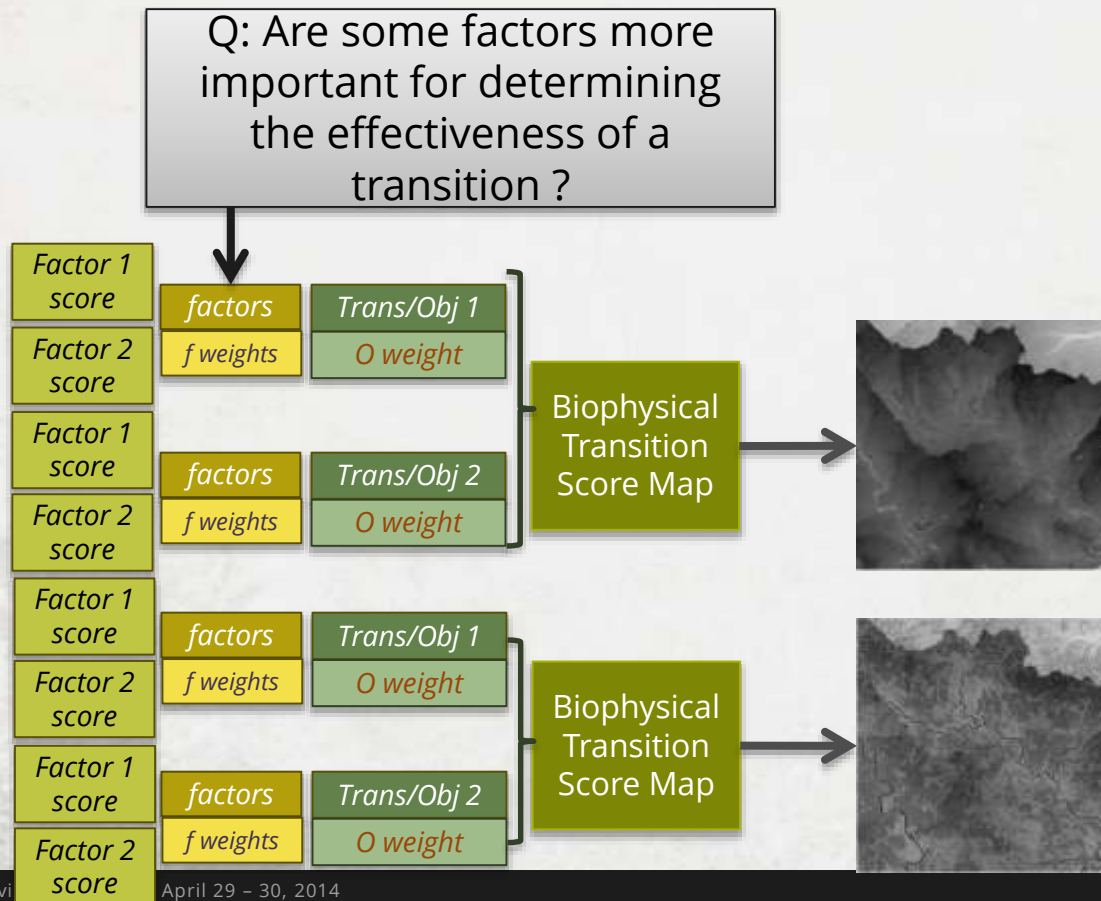 Q: Are some factors more
important for determining
the effectiveness of a
transition ?
Factor 1
score
Factor 2
score
Factor 1
score
Factor 2
score
Factor 1
score
Factor 2
score
Factor 1
score
Factor 2
score
factors
f weights
Trans/Obj 1
O weight
factors
f weights
Trans/Obj 2
O weight
Biophysical
Transition
Score Map
factors
f weights
Trans/Obj 1
O weight
factors
f weights
Trans/Obj 2
O weight
Biophysical
Transition
Score Map
April 29 – 30, 2014